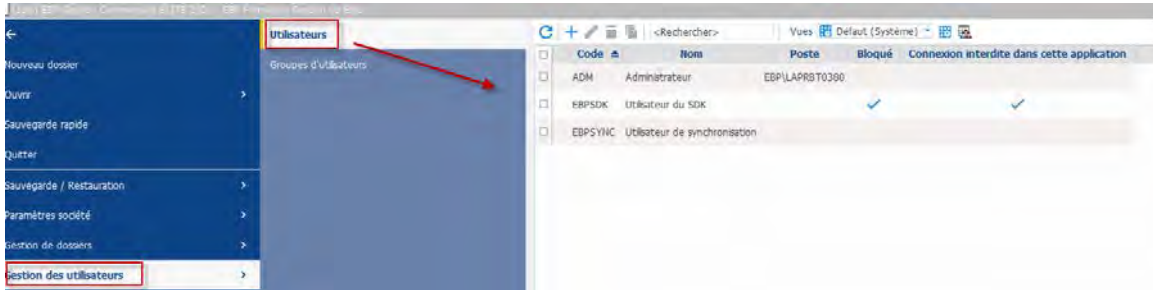 Utilisateurs
<Rechercher>
Vues
Défaut (Système)
Code Nom Poste Bloqué Connexion interdite dans cette application
Nouveau dossier
Groupes d'utilisateurs
ADM Administrateur EBP\LAPRBT0380
Ouvrir
EBPSDK Utilisateur du SDK
Sauvegarde rapide
EBPSYNC Utilisateur de synchronisation
Quitter
Sauvegarde / Restauration
Paramètres société
Gestion de dossiers
Gestion des utilisateurs